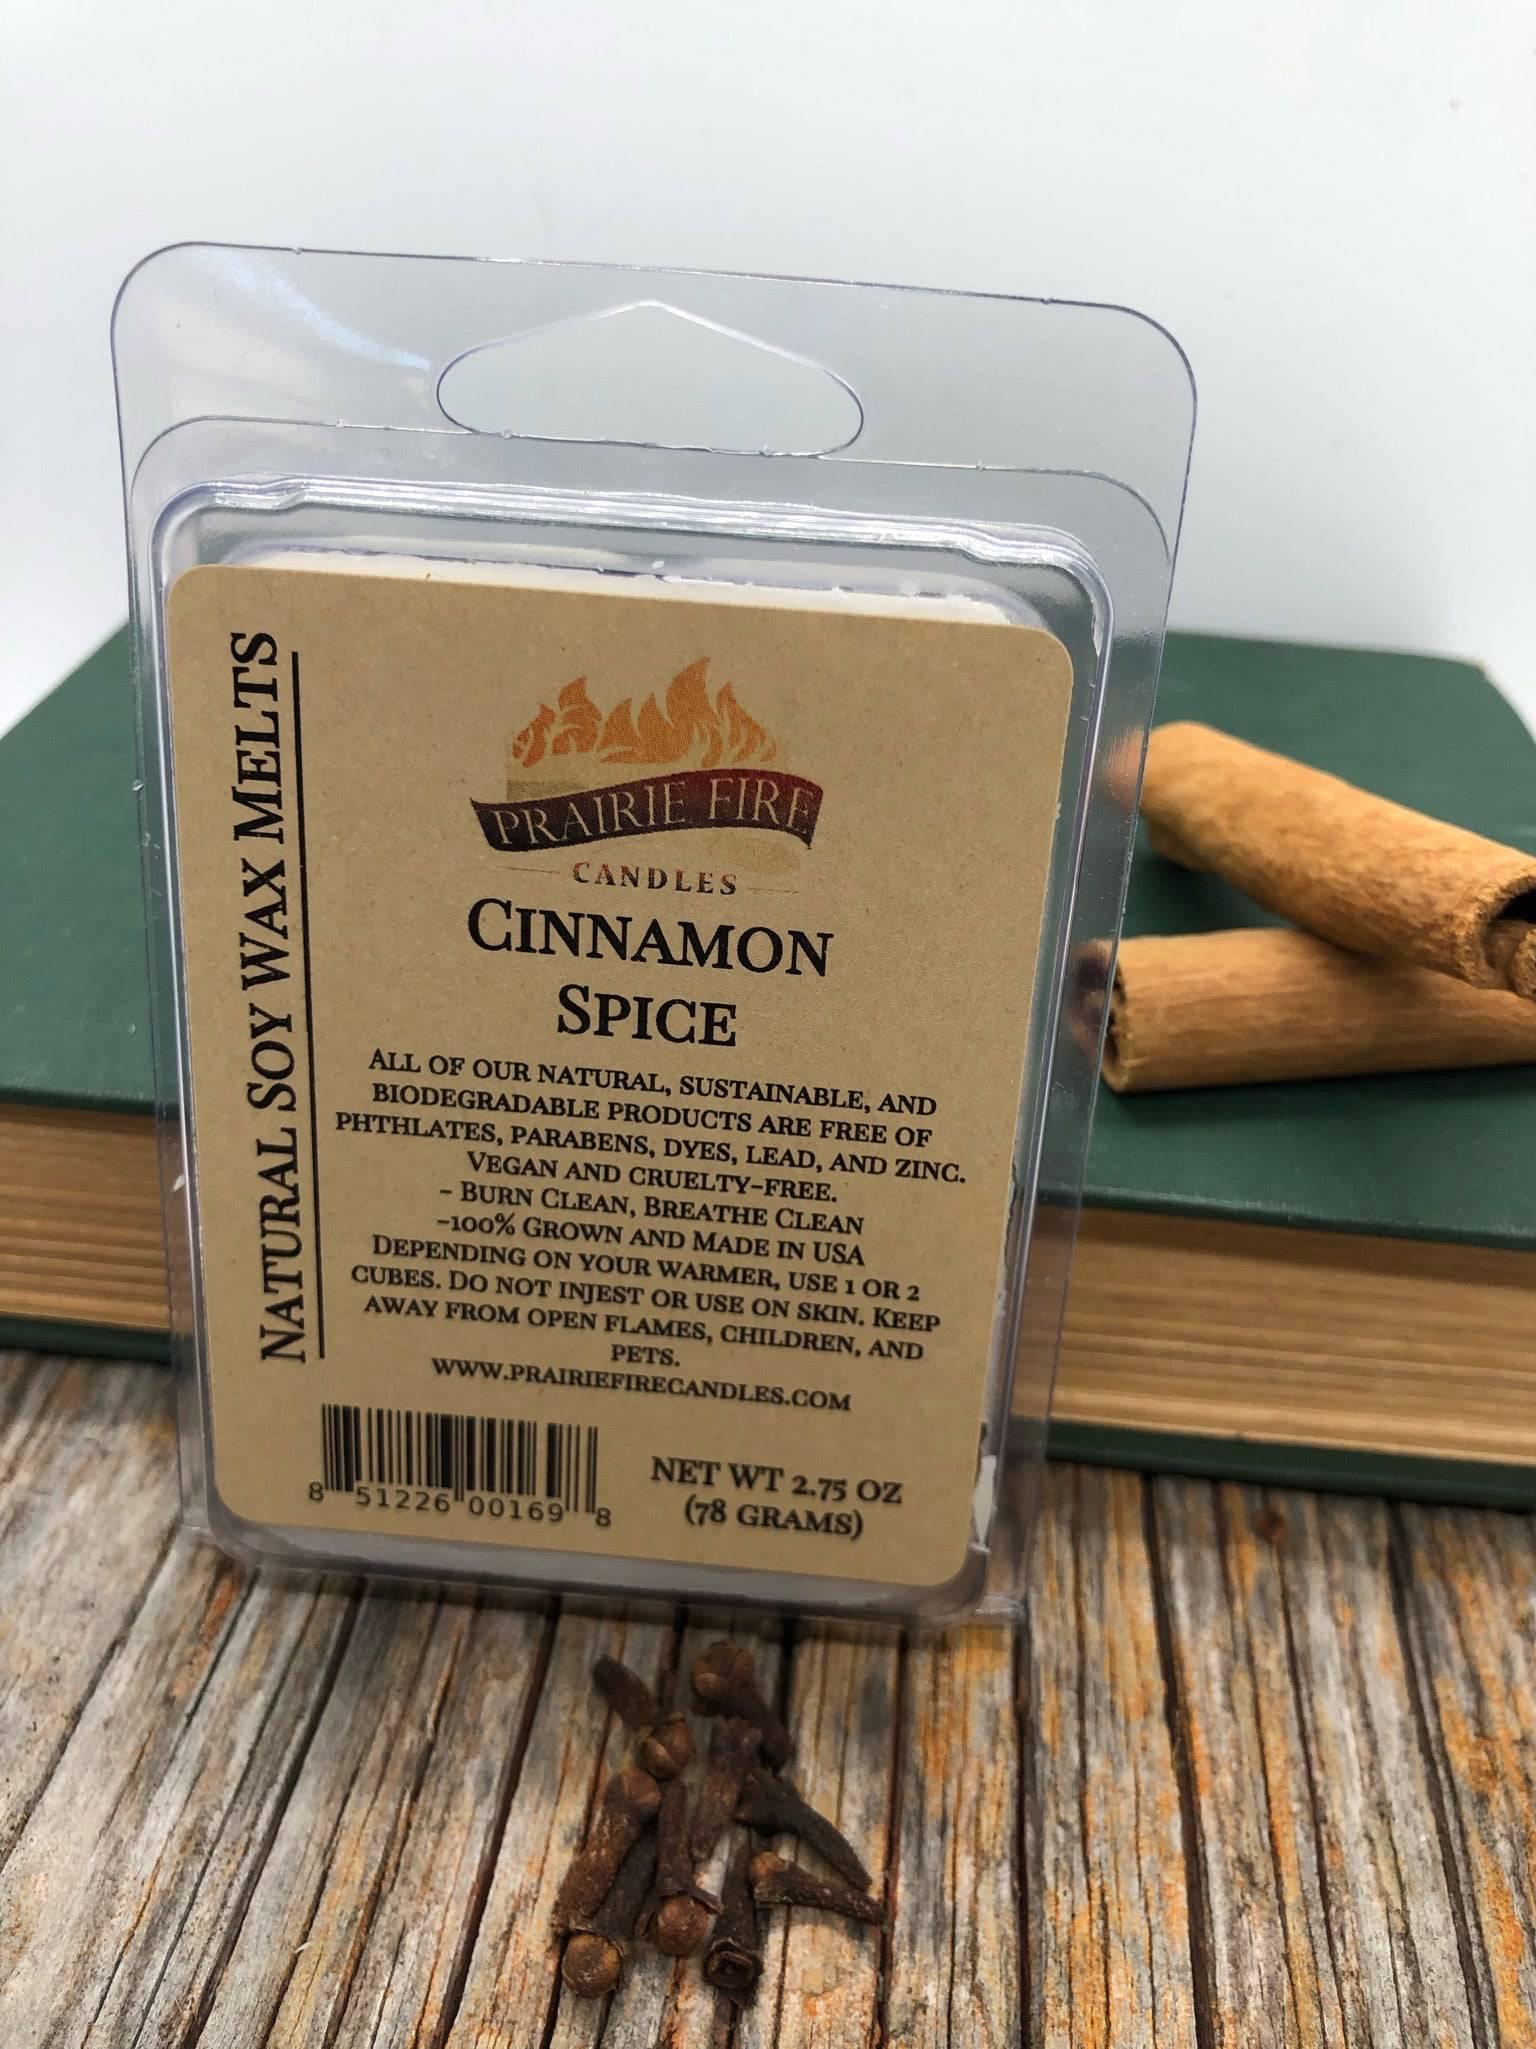 NATURAL SOY WAX MELTS
PRAIRIE FIRE
CANDLES
CINNAMON
SPICE
ALL OF OUR NATURAL, SUSTAINABLE, AND
BIODEGRADABLE PRODUCTS ARE FREE OF
PHTHLATES, PARABENS, DYES, LEAD, AND ZINC.
VEGAN AND CRUELTY-FREE.
- BURN CLEAN, BREATHE CLEAN
-100% GROWN AND MADE IN USA
DEPENDING ON YOUR WARMER, USE 1 OR 2
CUBES. DO NOT INJEST OR USE ON SKIN. KEEP
AWAY FROM OPEN FLAMES, CHILDREN, AND
PETS.
WWW.PRAIRIEFIRECANDLES.COM
8 51226 00169 8
NET WT 2.75 OZ
(78 GRAMS)